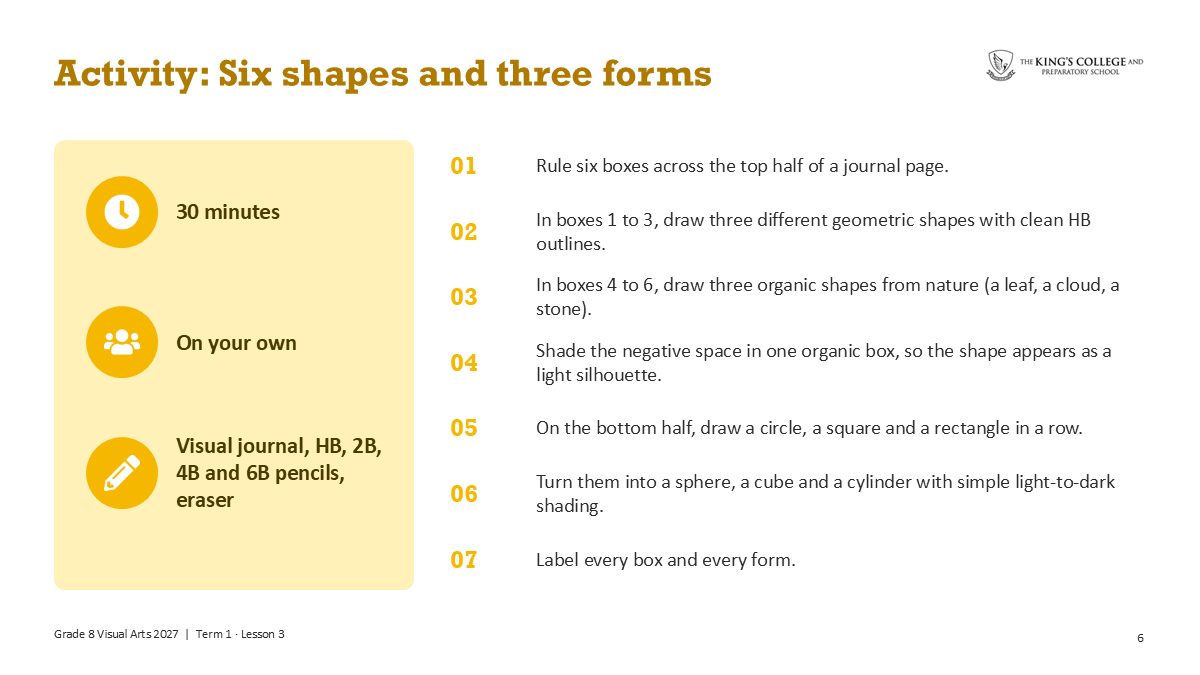 Activity: Six shapes and three forms
THE KING'S COLLEGE AND
PREPARATORY SCHOOL
30 minutes
On your own
Visual journal, HB, 2B,
4B and 6B pencils,
eraser
01
Rule six boxes across the top half of a journal page.
02
In boxes 1 to 3, draw three different geometric shapes with clean HB
outlines.
03
In boxes 4 to 6, draw three organic shapes from nature (a leaf, a cloud, a
stone).
04
Shade the negative space in one organic box, so the shape appears as a
light silhouette.
05
On the bottom half, draw a circle, a square and a rectangle in a row.
06
Turn them into a sphere, a cube and a cylinder with simple light-to-dark
shading.
07
Label every box and every form.
Grade 8 Visual Arts 2027 | Term 1 · Lesson 3
6